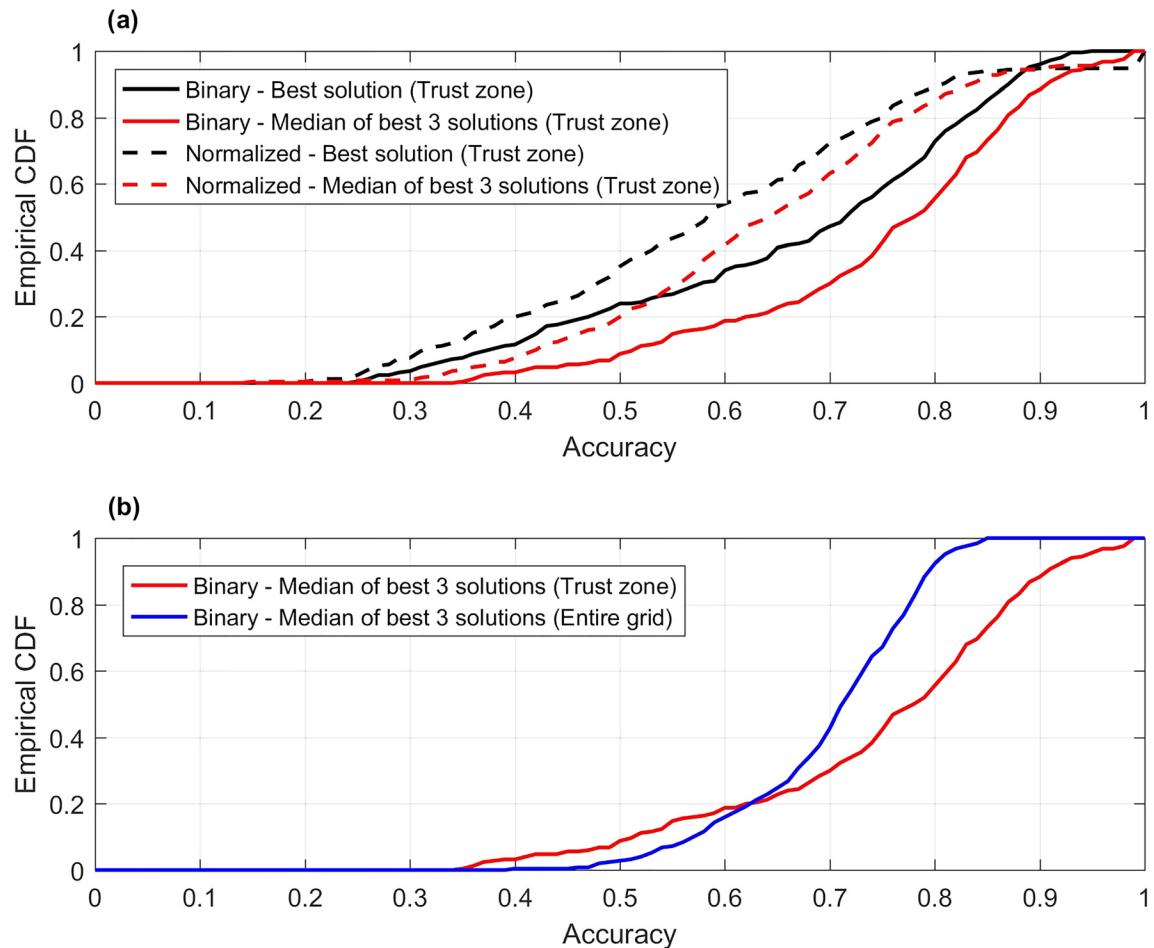 (a)
1
0.8
0.6
0.4
0.2
0
Empirical CDF
Binary - Best solution (Trust zone)
Binary - Median of best 3 solutions (Trust zone)
Normalized - Best solution (Trust zone)
Normalized - Median of best 3 solutions (Trust zone)
0 0.1 0.2 0.3 0.4 0.5 0.6 0.7 0.8 0.9 1
Accuracy
(b)
1
0.8
0.6
0.4
0.2
0
Empirical CDF
Binary - Median of best 3 solutions (Trust zone)
Binary - Median of best 3 solutions (Entire grid)
0 0.1 0.2 0.3 0.4 0.5 0.6 0.7 0.8 0.9 1
Accuracy